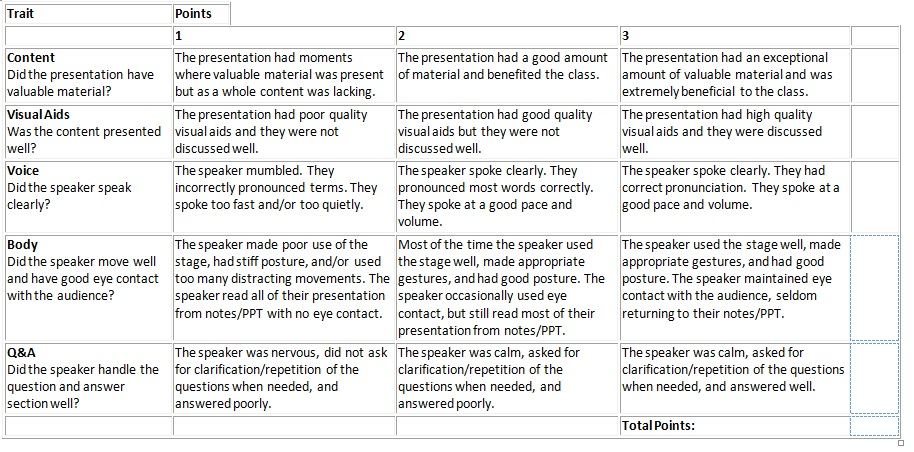 Trait Points
1 2 3
Content
Did the presentation have
valuable material?
The presentation had moments
where valuable material was present
but as a whole content was lacking.
The presentation had a good amount
of material and benefited the class.
The presentation had an exceptional
amount of valuable material and was
extremely beneficial to the class.
Visual Aids
Was the content presented
well?
The presentation had poor quality
visual aids and they were not
discussed well.
The presentation had good quality
visual aids but they were not
discussed well.
The presentation had high quality
visual aids and they were discussed
well.
Voice
Did the speaker speak
clearly?
The speaker mumbled. They
incorrectly pronounced terms. They
spoke too fast and/or too quietly.
The speaker spoke clearly. They
pronounced most words correctly.
They spoke at a good pace and
volume.
The speaker spoke clearly. They had
correct pronunciation. They spoke at a
good pace and volume.
Body
Did the speaker move well
and have good eye contact
with the audience?
The speaker made poor use of the
stage, had stiff posture, and/or used
too many distracting movements. The
speaker read all of their presentation
from notes/PPT with no eye contact.
Most of the time the speaker used
the stage well, made appropriate
gestures, and had good posture. The
speaker occasionally used eye
contact, but still read most of their
presentation from notes/PPT.
The speaker used the stage well, made
appropriate gestures, and had good
posture. The speaker maintained eye
contact with the audience, seldom
returning to their notes/PPT.
Q&A
Did the speaker handle the
question and answer
section well?
The speaker was nervous, did not ask
for clarification/repetition of the
questions when needed, and
answered poorly.
The speaker was calm, asked for
clarification/repetition of the
questions when needed, and
answered poorly.
The speaker was calm, asked for
clarification/repetition of the questions
when needed, and answered well.
Total Points: